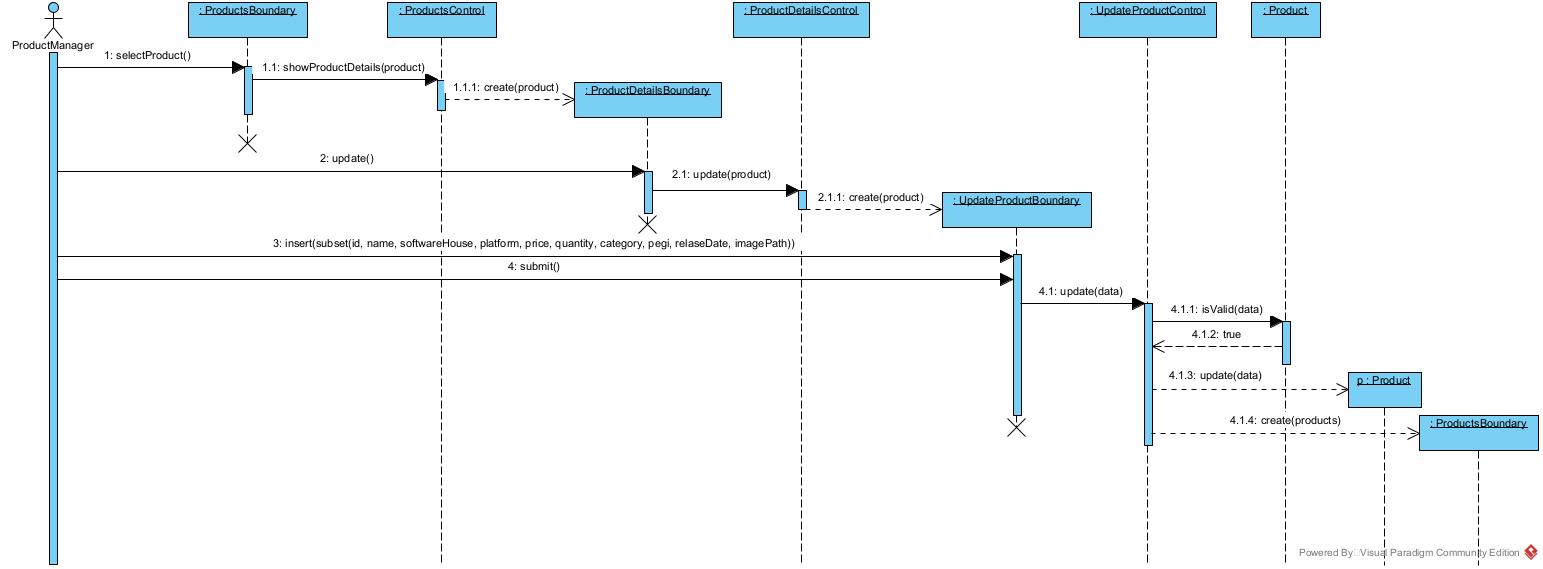 : ProductsBoundary
: ProductsControl
: ProductDetailsControl
: UpdateProductControl
: Product
ProductManager
1: selectProduct()
1.1: showProductDetails(product)
1.1.1: create(product)
: ProductDetailsBoundary
2: update()
2.1: update(product)
2.1.1: create(product)
: UpdateProductBoundary
3: insert(subset(id, name, softwareHouse, platform, price, quantity, category, pegi, relaseDate, imagePath))
4: submit()
4.1: update(data)
4.1.1: isValid(data)
4.1.2: true
4.1.3: update(data)
p : Product
4.1.4: create(products)
: ProductsBoundary
Powered By Visual Paradigm Community Edition